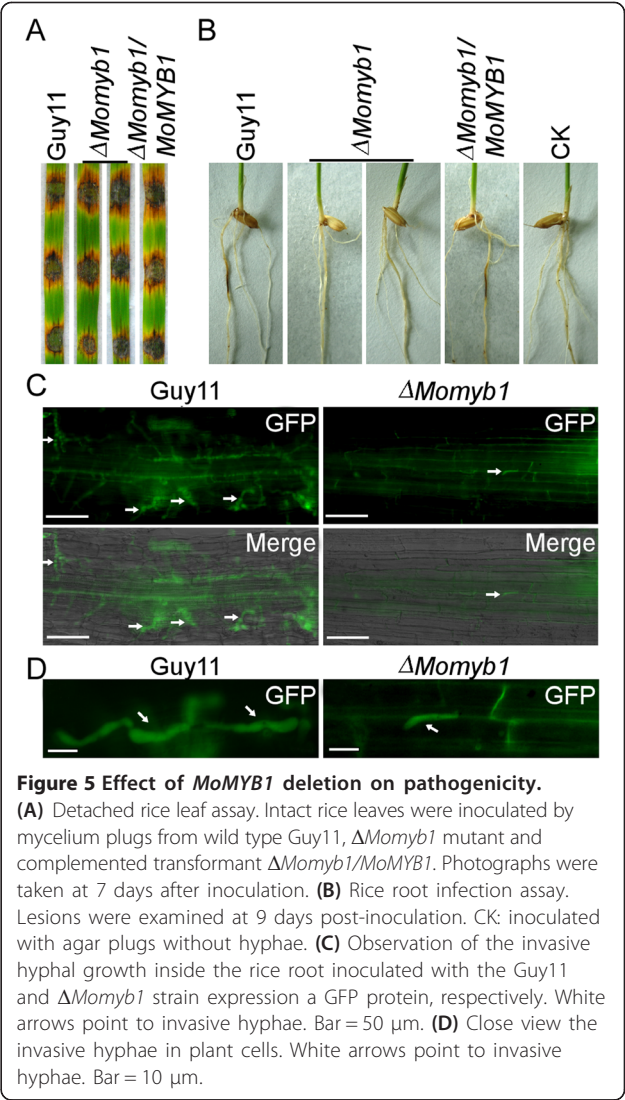 A
B
Guy11
ΔMomyb1
ΔMomyb1/
MoMYB1
Guy11
ΔMomyb1
ΔMomyb1/
MoMYB1
CK
C
Guy11
ΔMomyb1
GFP
GFP
Merge
Merge
D
Guy11
ΔMomyb1
GFP
GFP
Figure 5 Effect of MoMYB1 deletion on pathogenicity.
(A) Detached rice leaf assay. Intact rice leaves were inoculated by
mycelium plugs from wild type Guy11, ΔMomyb1 mutant and
complemented transformant ΔMomyb1/MoMYB1. Photographs were
taken at 7 days after inoculation. (B) Rice root infection assay.
Lesions were examined at 9 days post-inoculation. CK: inoculated
with agar plugs without hyphae. (C) Observation of the invasive
hyphal growth inside the rice root inoculated with the Guy11
and ΔMomyb1 strain expression a GFP protein, respectively. White
arrows point to invasive hyphae. Bar = 50 μm. (D) Close view the
invasive hyphae in plant cells. White arrows point to invasive
hyphae. Bar = 10 μm.